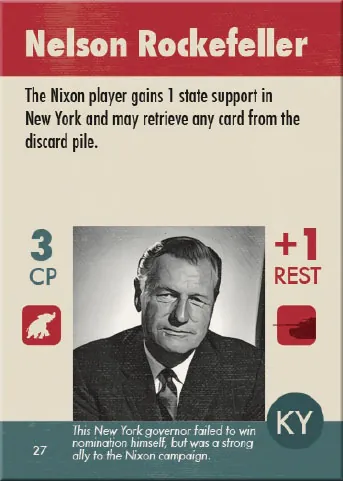 Nelson Rockefeller
The Nixon player gains 1 state support in
New York and may retrieve any card from the
discard pile.
3
CP
+1
REST
KY
This New York governor failed to win
nomination himself, but was a strong
ally to the Nixon campaign.
27